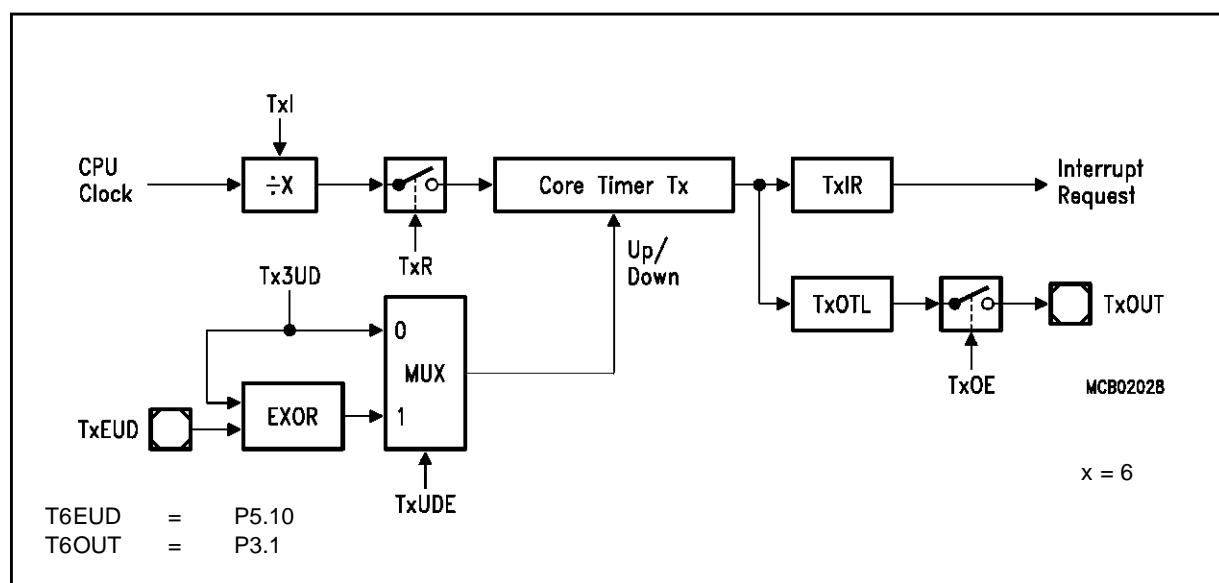 TxI
CPU
Clock
÷X
Core Timer Tx
TxIR
Interrupt
Request
TxR
Up/
Down
Tx3UD
0
MUX
1
TxOTL
TxOUT
TxOE
MCB02028
EXOR
TxEUD
TxUDE
x = 6
T6EUD = P5.10
T6OUT = P3.1